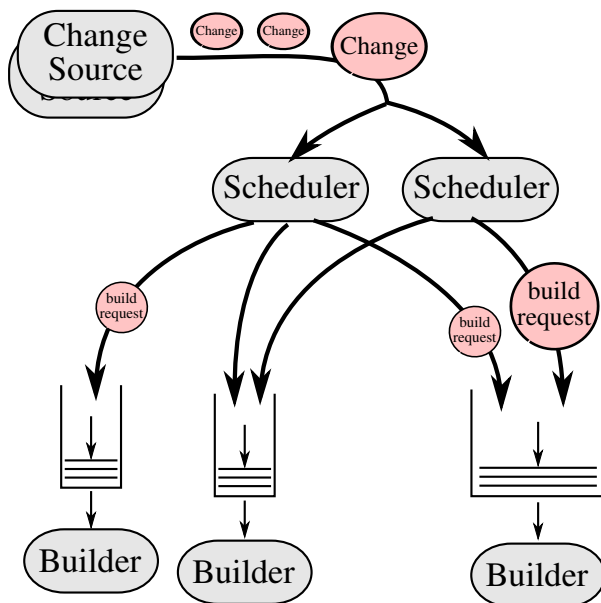 Change
Source
Change
Change
Change
Scheduler
Scheduler
build
request
build
request
build
request
Builder
Builder
Builder